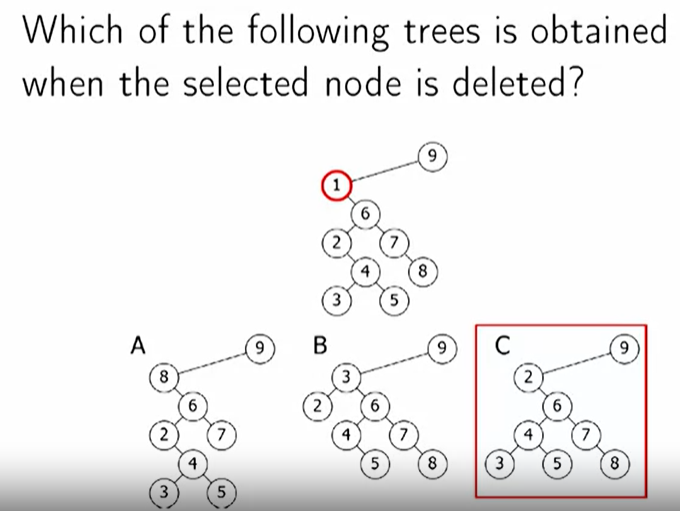 Which of the following trees is obtained
when the selected node is deleted?
9
1
6
2 7
4 8
3 5
A 9 B 9 C 9
8 3 2
6 2 6 6
2 7 4 7 4 7
4 5 8 3 5 8
3 5